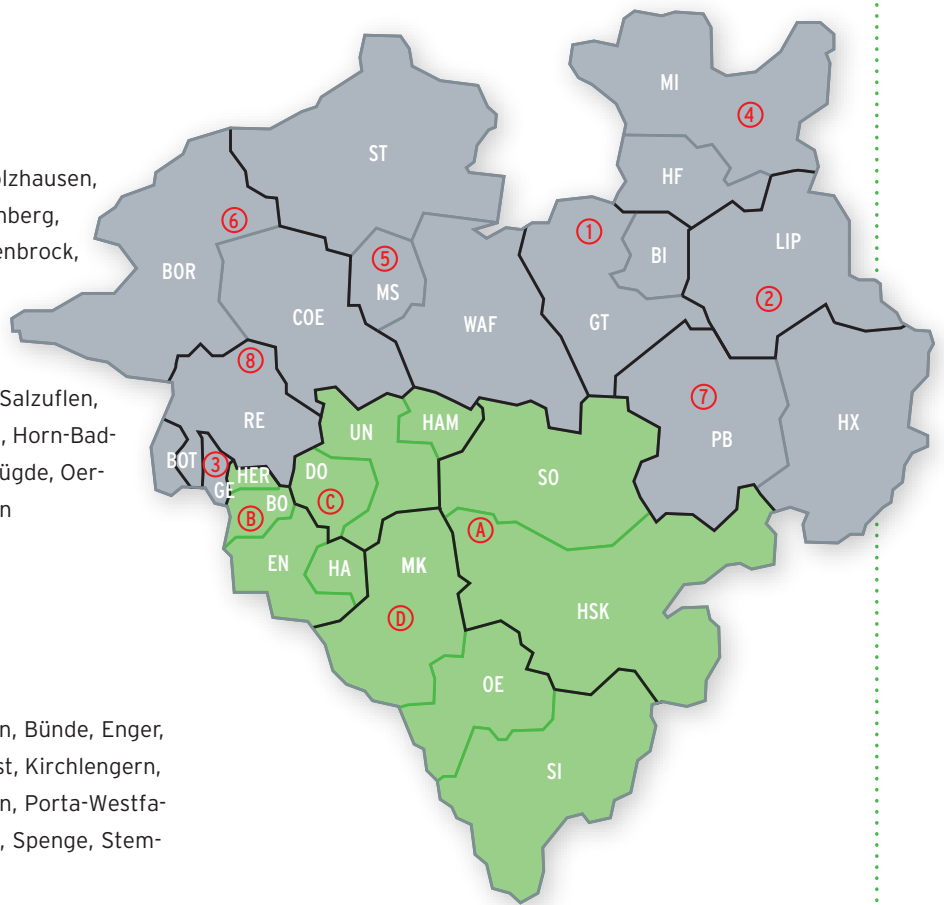 olzhausen,
nberg,
enbrock,
Salzuflen,
, Horn-Bad-
ügde, Oer-
n
n, Bünde, Enger,
st, Kirchlengern,
n, Porta-Westfa-
, Spenge, Stem-
MI
4
ST
HF
6
1
LIP
BOR
5
BI
MS
2
COE
WAF
GT
8
7
RE
UN
HAM
HX
PB
BOT
3
HER
DO
SO
GE
BO
C
B
A
EN
HA
MK
D
HSK
OE
SI